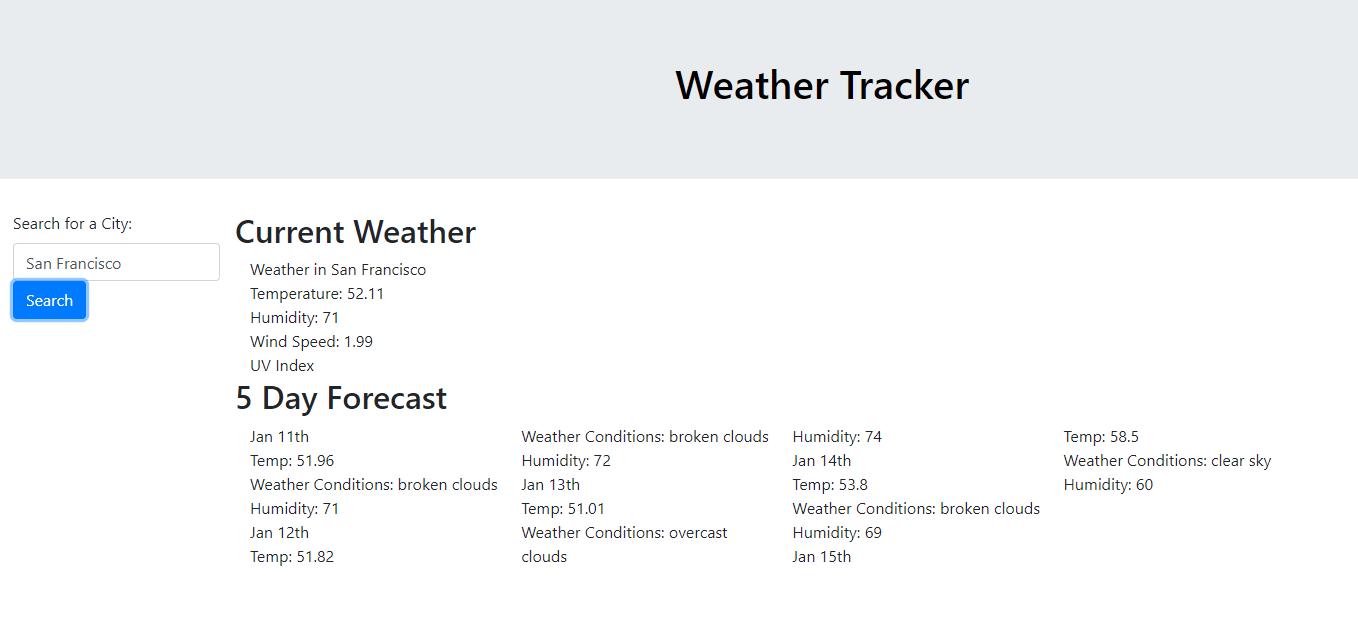 Weather Tracker
Search for a City:
San Francisco
Search
Current Weather
Weather in San Francisco
Temperature: 52.11
Humidity: 71
Wind Speed: 1.99
UV Index
5 Day Forecast
Jan 11th
Temp: 51.96
Weather Conditions: broken clouds
Humidity: 71
Jan 12th
Temp: 51.82
Weather Conditions: broken clouds
Humidity: 72
Jan 13th
Temp: 51.01
Weather Conditions: overcast
clouds
Humidity: 74
Jan 14th
Temp: 53.8
Weather Conditions: broken clouds
Humidity: 69
Jan 15th
Temp: 58.5
Weather Conditions: clear sky
Humidity: 60